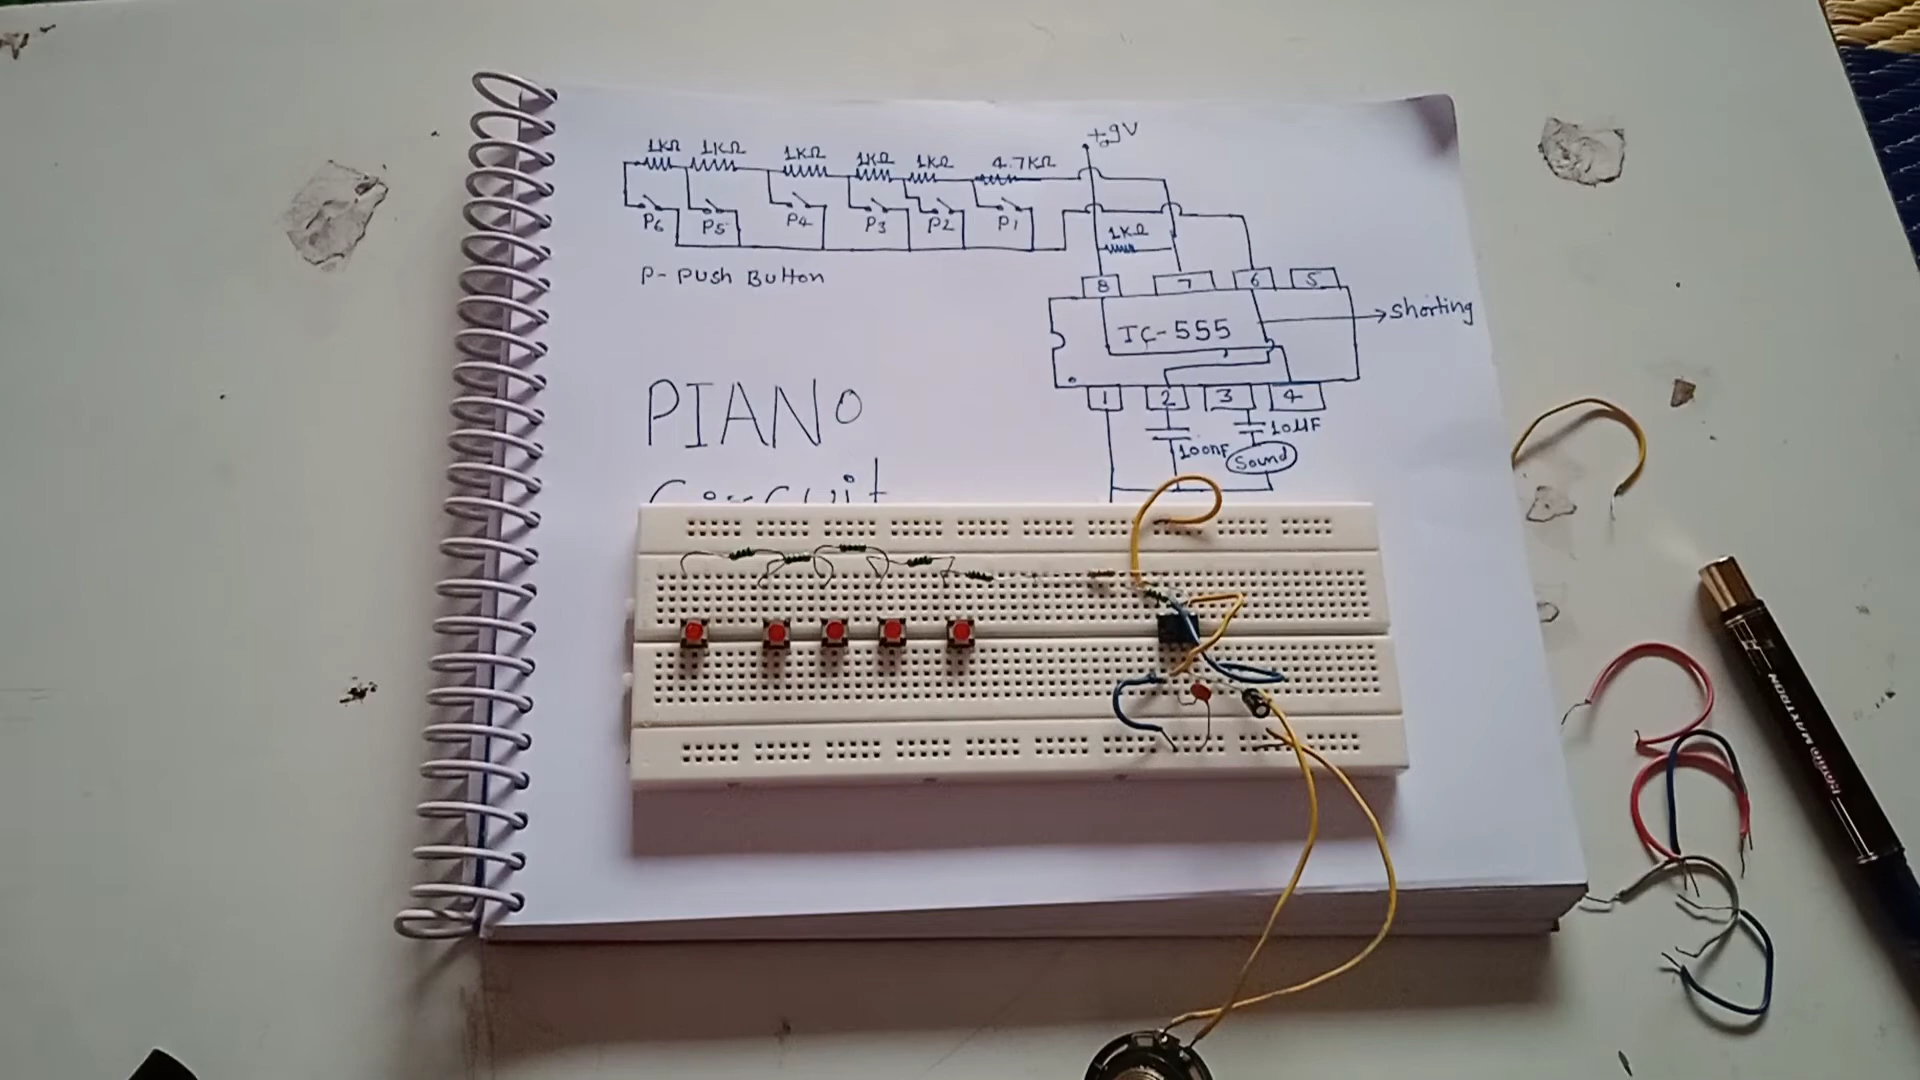 +9V
1KΩ 1KΩ 1KΩ 1KΩ 1KΩ 4.7KΩ
P6 P5 P4 P3 P2 P1
1KΩ
P- PUsh Button
8 7 6 5
IC-555
Shorting
1 2 3 4
PIANO
100nF 10μF
Sound